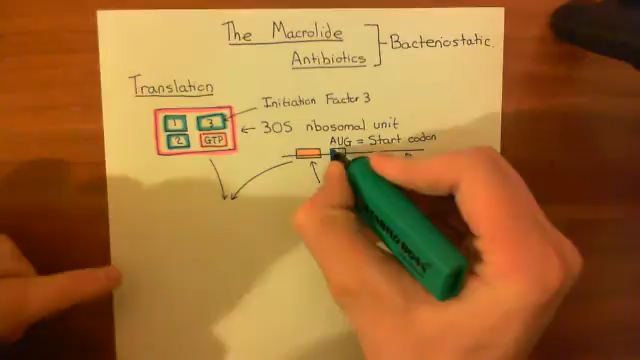 The Macrolide
Antibiotics
Bacteriostatic.
Translation
Initiation Factor 3
1 3
2 GTP
30S ribosomal unit
AUG = Start codon